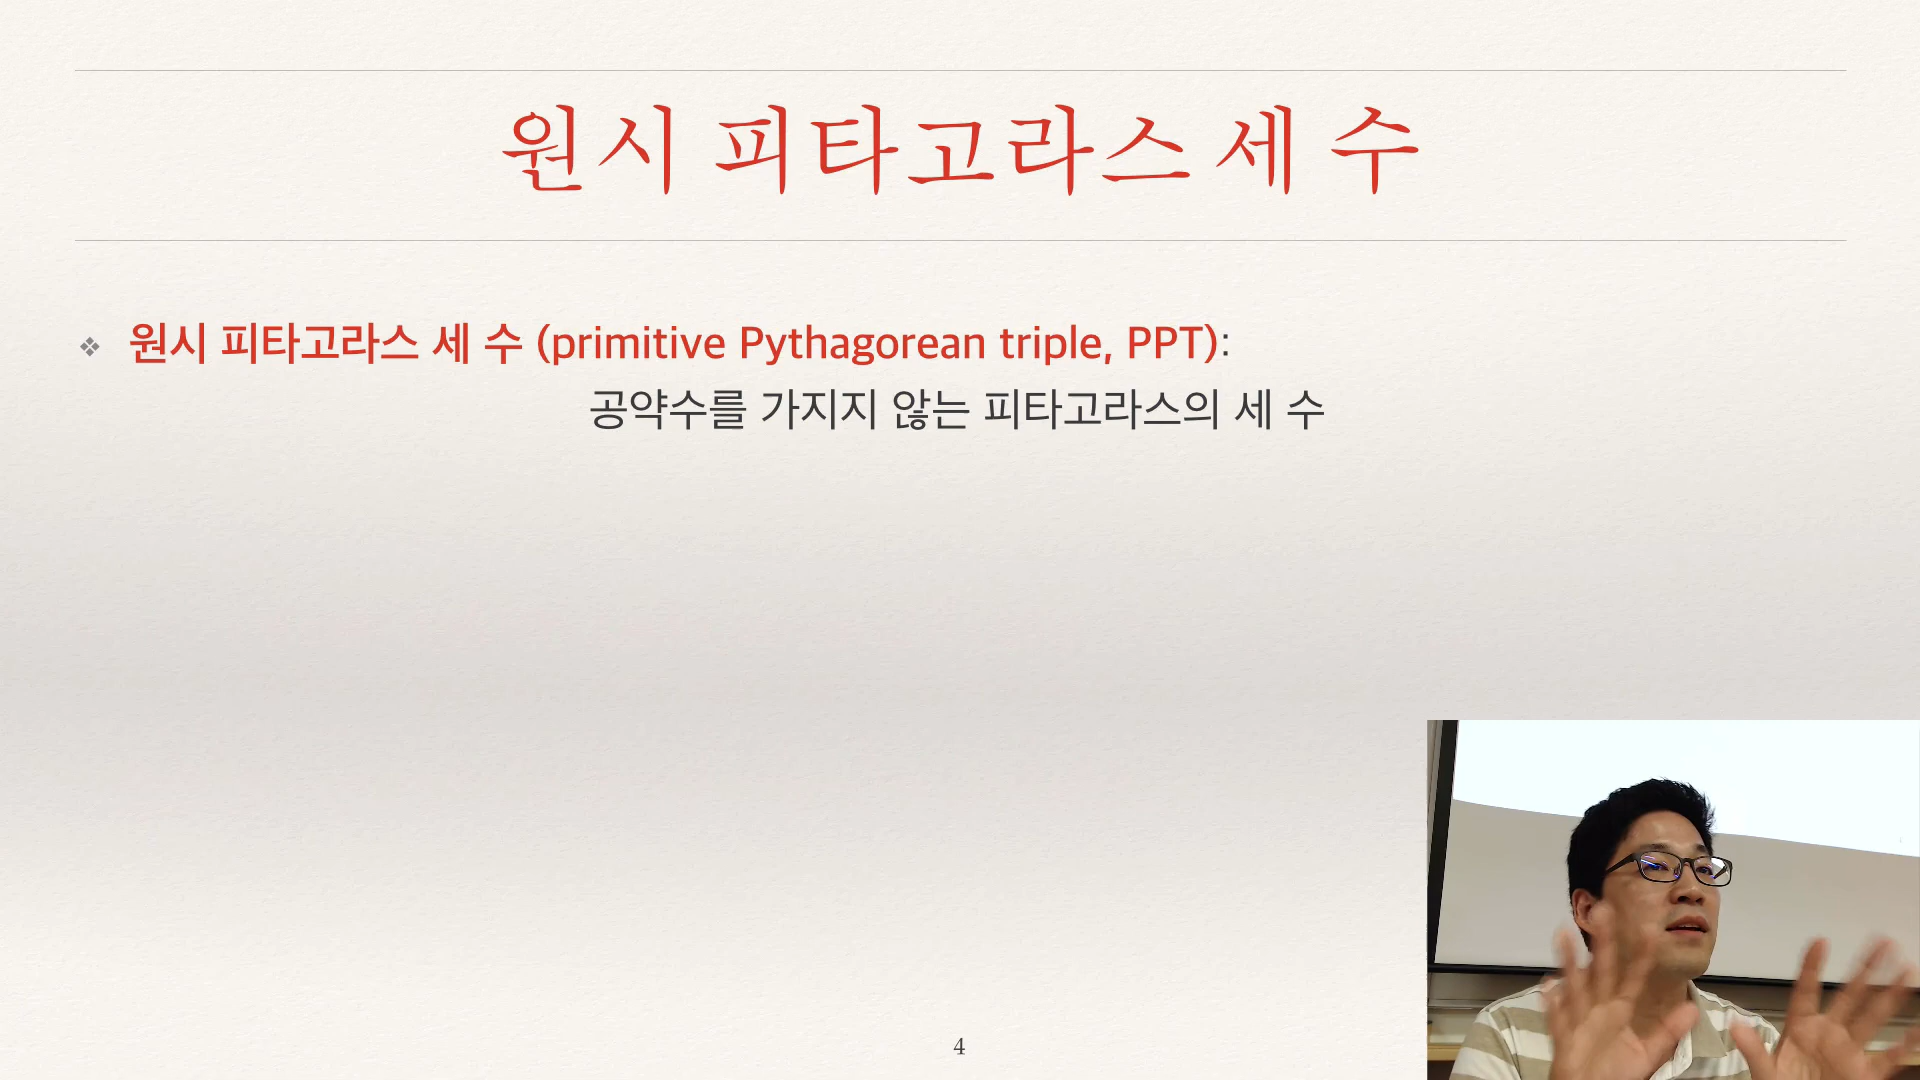 원시 피타고라스 세 수
❖ 원시 피타고라스 세 수 (primitive Pythagorean triple, PPT):
공약수를 가지지 않는 피타고라스의 세 수
4